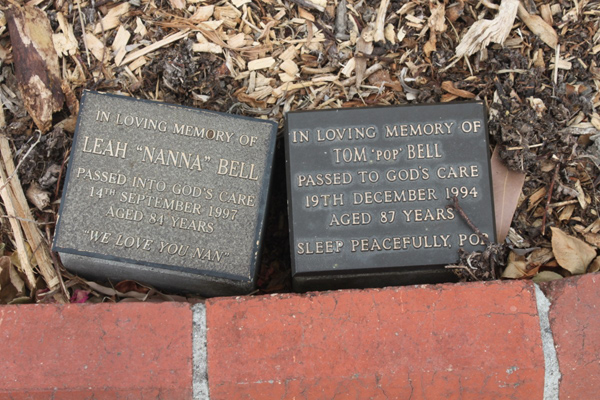 IN LOVING MEMORY OF
LEAH "NANNA" BELL
PASSED INTO GOD'S CARE
14TH SEPTEMBER 1997
AGED 84 YEARS
"WE LOVE YOU NAN"
IN LOVING MEMORY OF
TOM 'POP' BELL
PASSED TO GOD'S CARE
19TH DECEMBER 1994
AGED 87 YEARS
SLEEP PEACEFULLY, POP